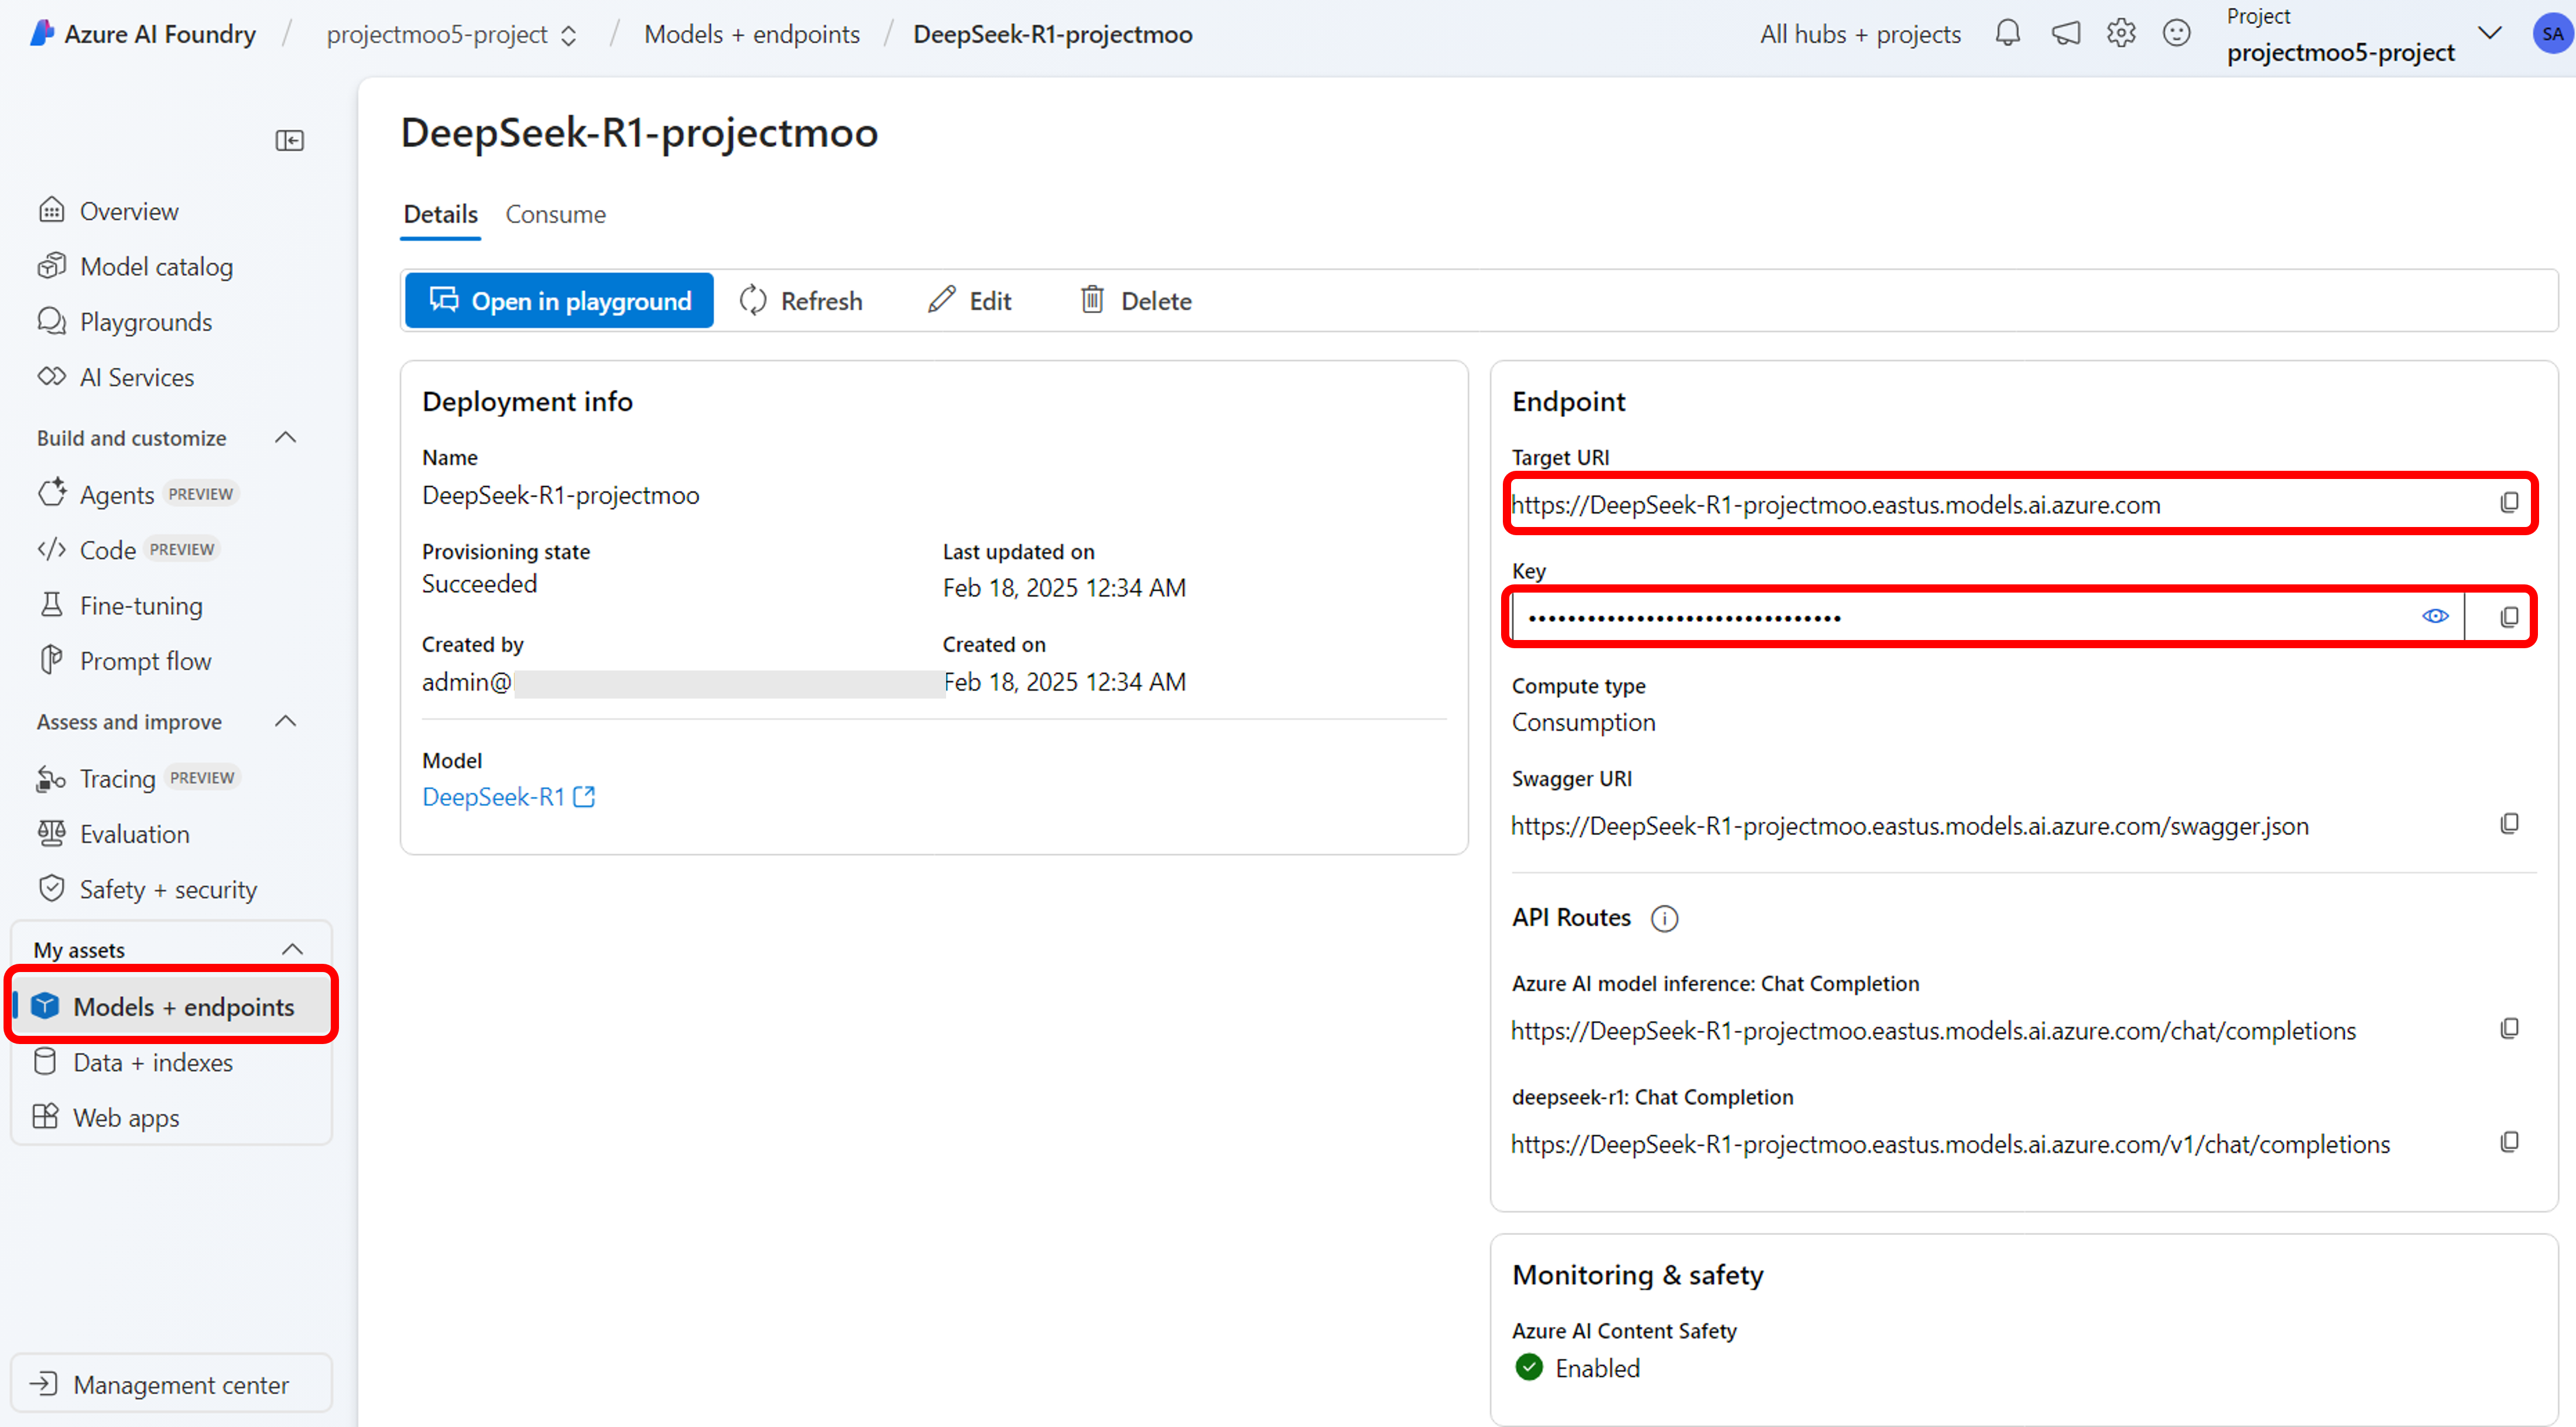 Azure AI Foundry / projectmoo5-project / Models + endpoints / DeepSeek-R1-projectmoo
All hubs + projects
Project
projectmoo5-project
SA
Overview
Model catalog
Playgrounds
AI Services
Build and customize
Agents PREVIEW
Code PREVIEW
Fine-tuning
Prompt flow
Assess and improve
Tracing PREVIEW
Evaluation
Safety + security
My assets
Models + endpoints
Data + indexes
Web apps
Management center
DeepSeek-R1-projectmoo
Details Consume
Open in playground Refresh Edit Delete
Deployment info
Name
DeepSeek-R1-projectmoo
Provisioning state
Succeeded
Last updated on
Feb 18, 2025 12:34 AM
Created by
admin@
Created on
Feb 18, 2025 12:34 AM
Model
DeepSeek-R1
Endpoint
Target URI
https://DeepSeek-R1-projectmoo.eastus.models.ai.azure.com
Key
••••••••••••••••••••••••••••••••
Compute type
Consumption
Swagger URI
https://DeepSeek-R1-projectmoo.eastus.models.ai.azure.com/swagger.json
API Routes
Azure AI model inference: Chat Completion
https://DeepSeek-R1-projectmoo.eastus.models.ai.azure.com/chat/completions
deepseek-r1: Chat Completion
https://DeepSeek-R1-projectmoo.eastus.models.ai.azure.com/v1/chat/completions
Monitoring & safety
Azure AI Content Safety
Enabled